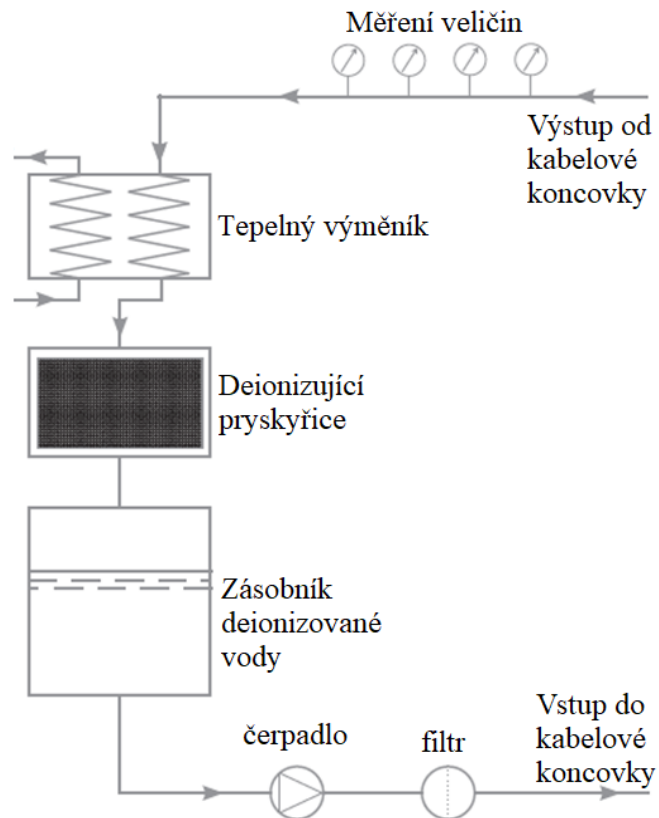 Měření veličin
Výstup od
kabelové
koncovky
Tepelný výměník
Deionizující
pryskyřice
Zásobník
deionizované
vody
čerpadlo
filtr
Vstup do
kabelové
koncovky